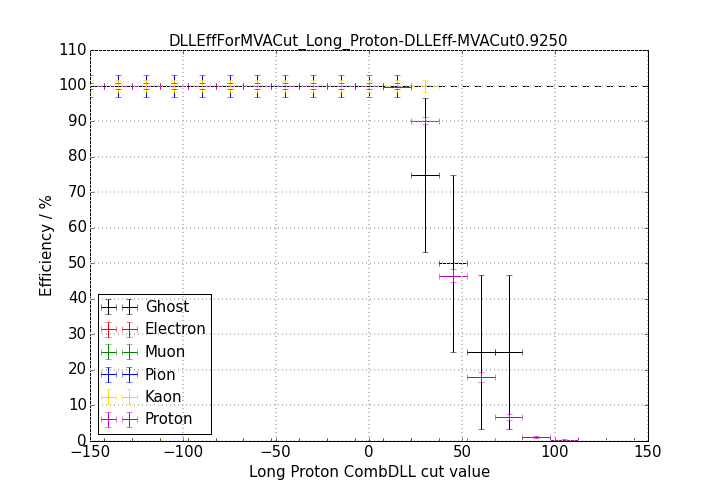 DLLEffForMVACut_Long_Proton-DLLEff-MVACut0.9250
110
100
90
80
70
60
50
40
30
20
10
0
Efficiency / %
Ghost
Electron
Muon
Pion
Kaon
Proton
−150 −100 −50 0 50 100 150
Long Proton CombDLL cut value